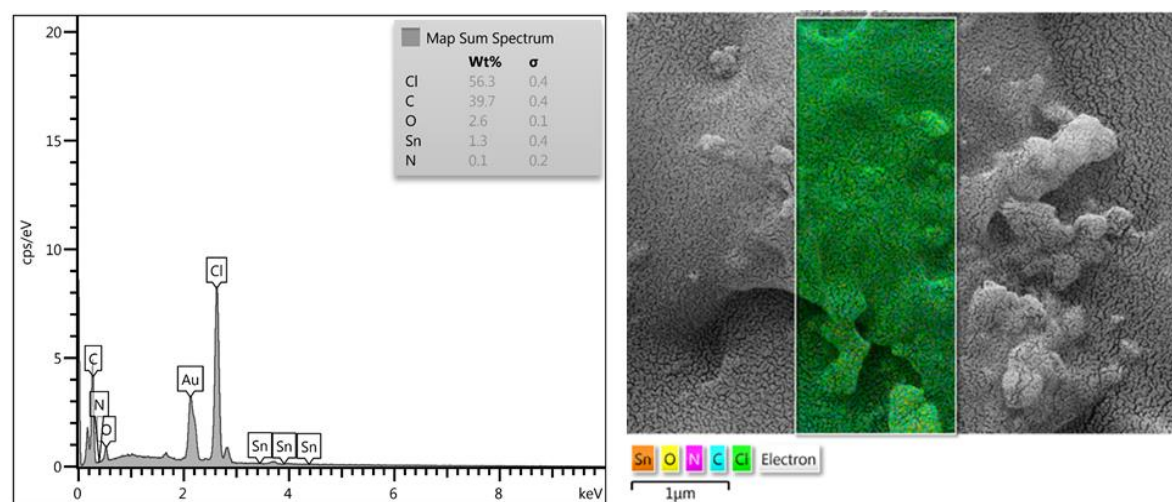 20
15
10
5
0
cps/eV
Map Sum Spectrum
Wt% σ
Cl 56.3 0.4
C 39.7 0.4
O 2.6 0.1
Sn 1.3 0.4
N 0.1 0.2
C
N
O
Au
Cl
Sn
Sn
Sn
0 2 4 6 8 keV
Sn O N C Cl Electron
1µm